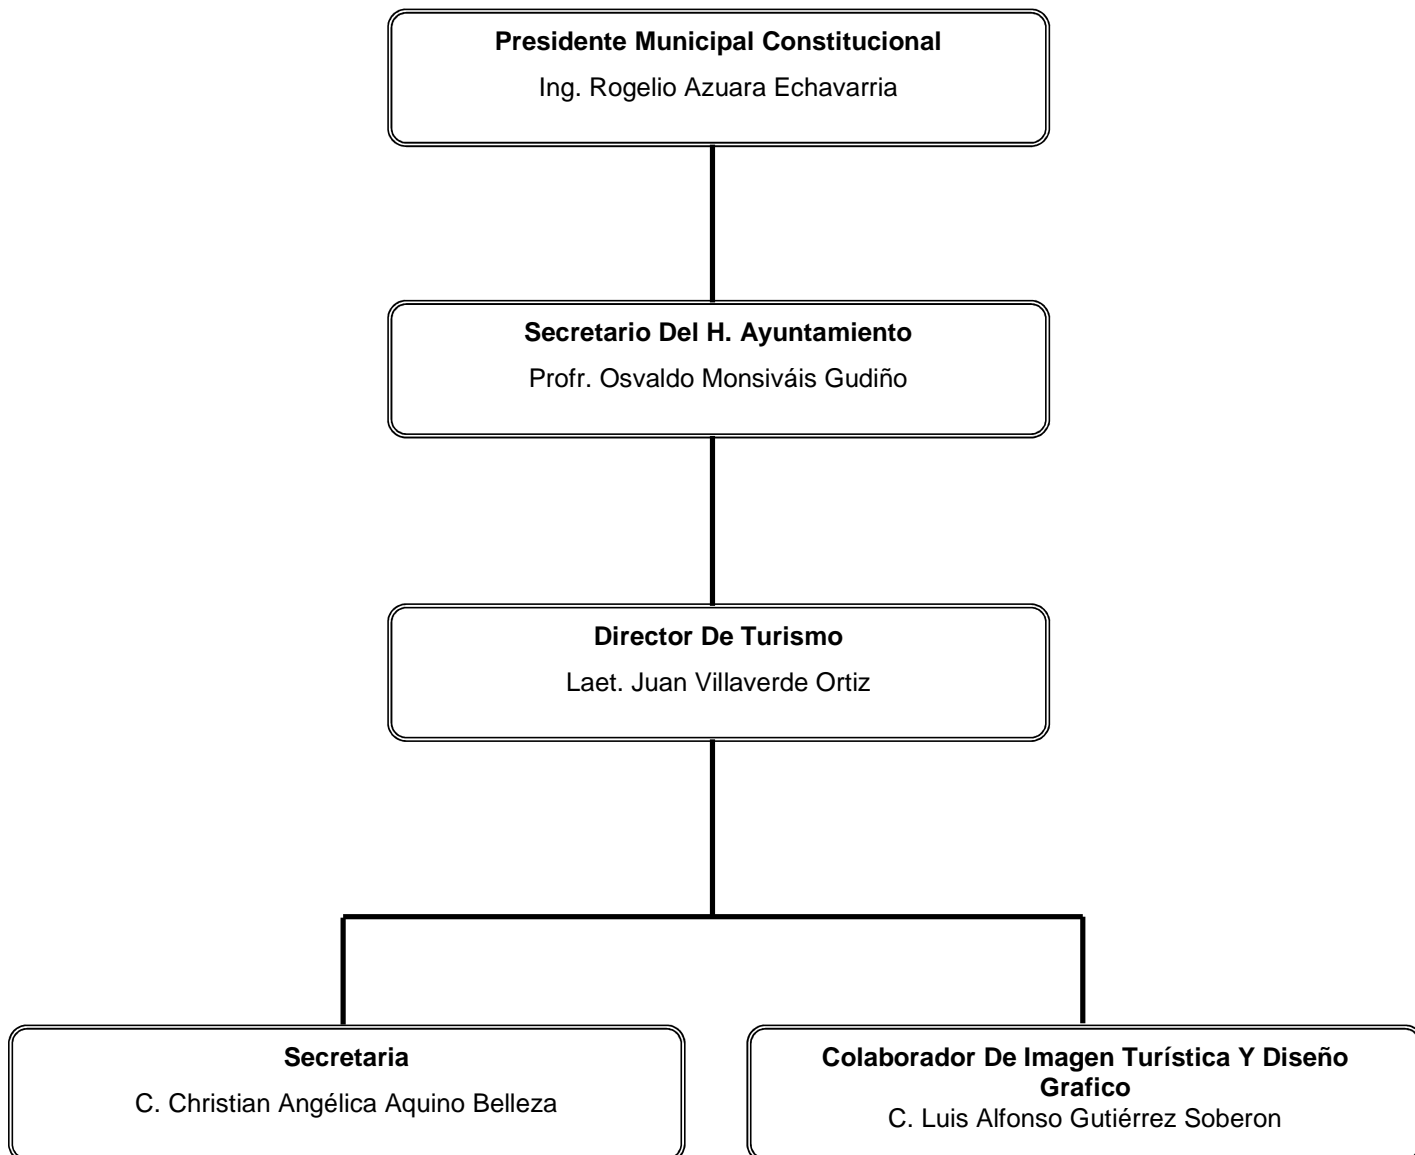 Presidente Municipal Constitucional
Ing. Rogelio Azuara Echavarria
Secretario Del H. Ayuntamiento
Profr. Osvaldo Monsiváis Gudiño
Director De Turismo
Laet. Juan Villaverde Ortiz
Secretaria
C. Christian Angélica Aquino Belleza
Colaborador De Imagen Turística Y Diseño
Grafico
C. Luis Alfonso Gutiérrez Soberon